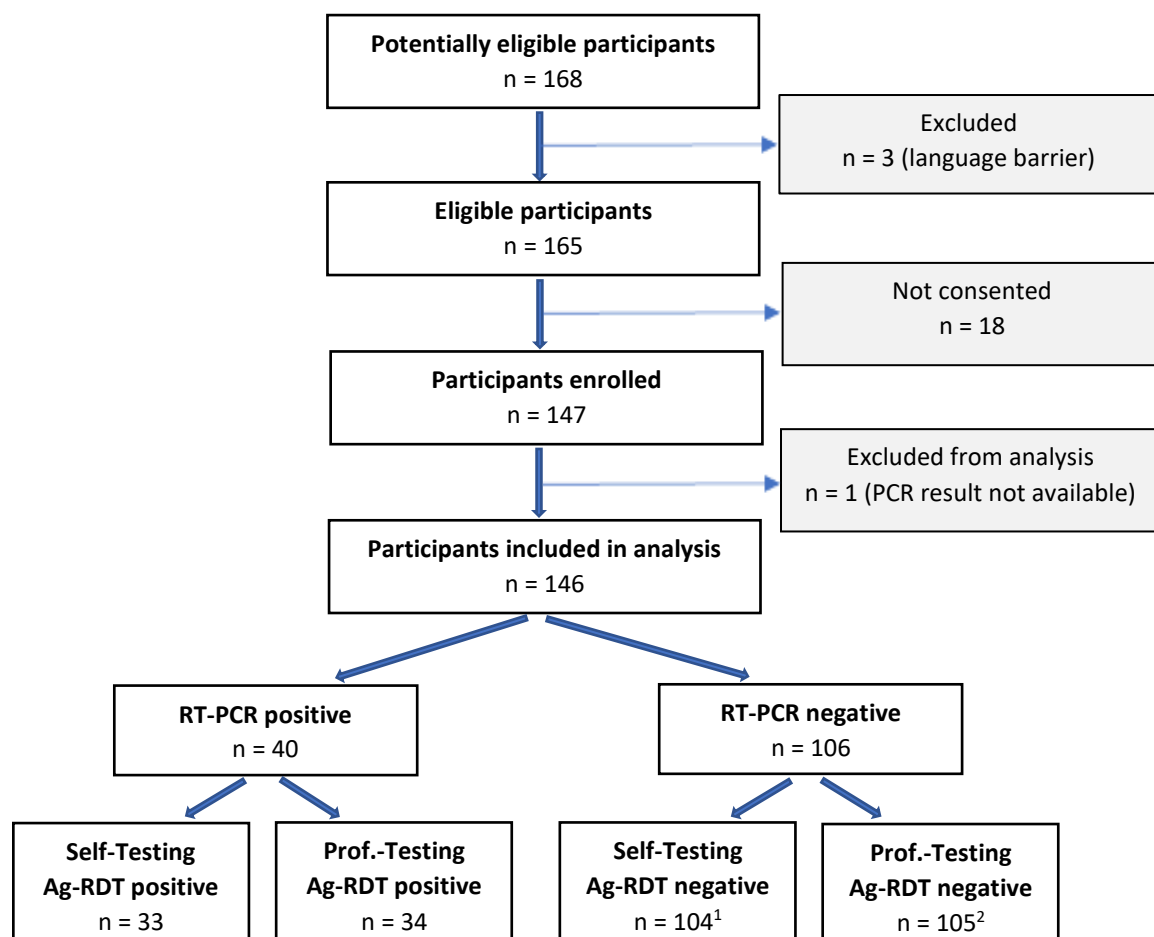 Potentially eligible participants
n = 168
Excluded
n = 3 (language barrier)
Eligible participants
n = 165
Not consented
n = 18
Participants enrolled
n = 147
Excluded from analysis
n = 1 (PCR result not available)
Participants included in analysis
n = 146
RT-PCR positive
n = 40
RT-PCR negative
n = 106
Self-Testing
Ag-RDT positive
n = 33
Prof.-Testing
Ag-RDT positive
n = 34
Self-Testing
Ag-RDT negative
n = 104¹
Prof.-Testing
Ag-RDT negative
n = 105²